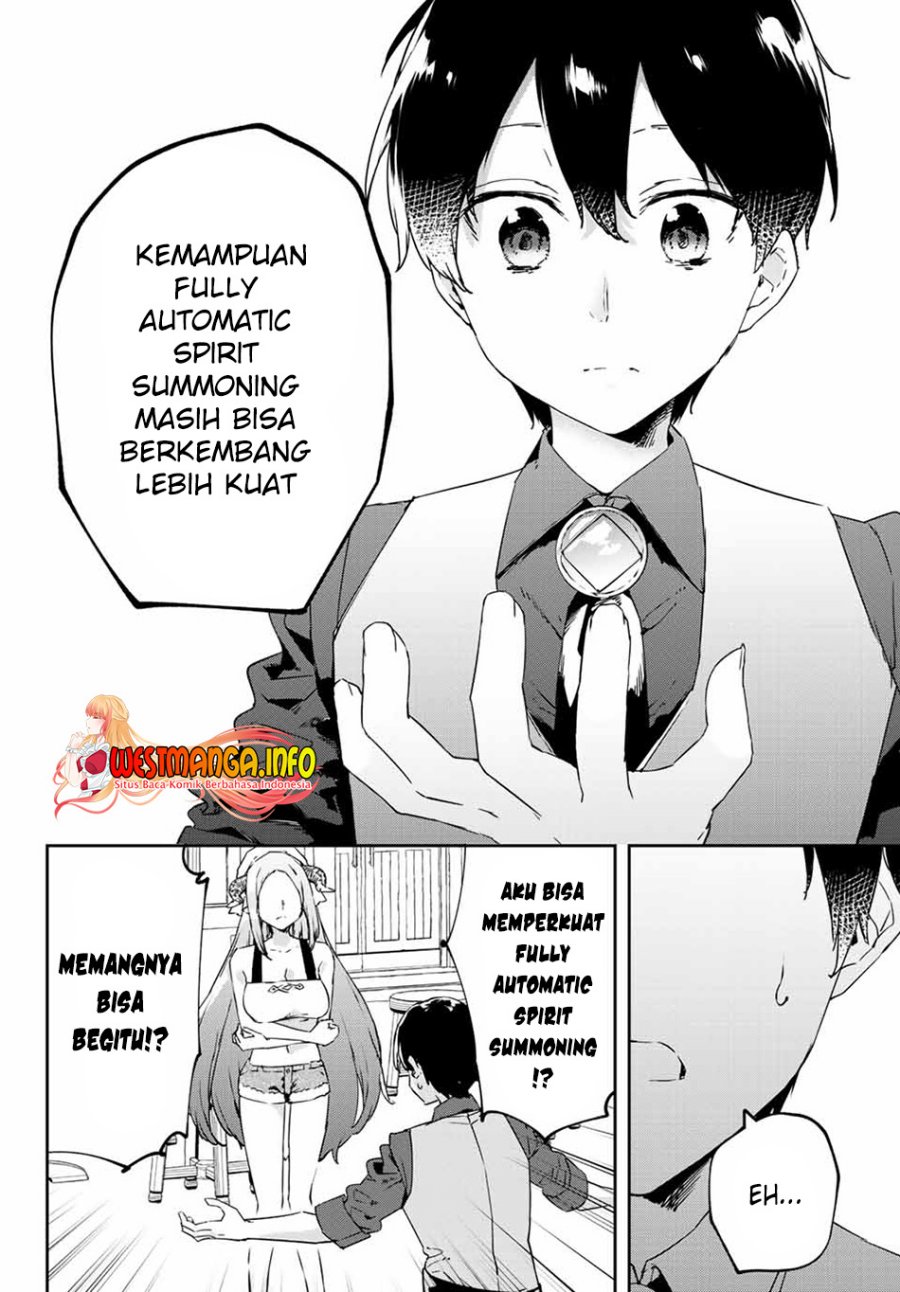 KEMAMPUAN
FULLY
AUTOMATIC
SPIRIT
SUMMONING
MASIH BISA
BERKEMBANG
LEBIH KUAT
WESTMANGA.INFO
Situs Baca Komik Berbahasa Indonesia
EH...
AKU BISA
MEMPERKUAT
FULLY
AUTOMATIC
SPIRIT
SUMMONING
!?
MEMANGNYA
BISA
BEGITU!?